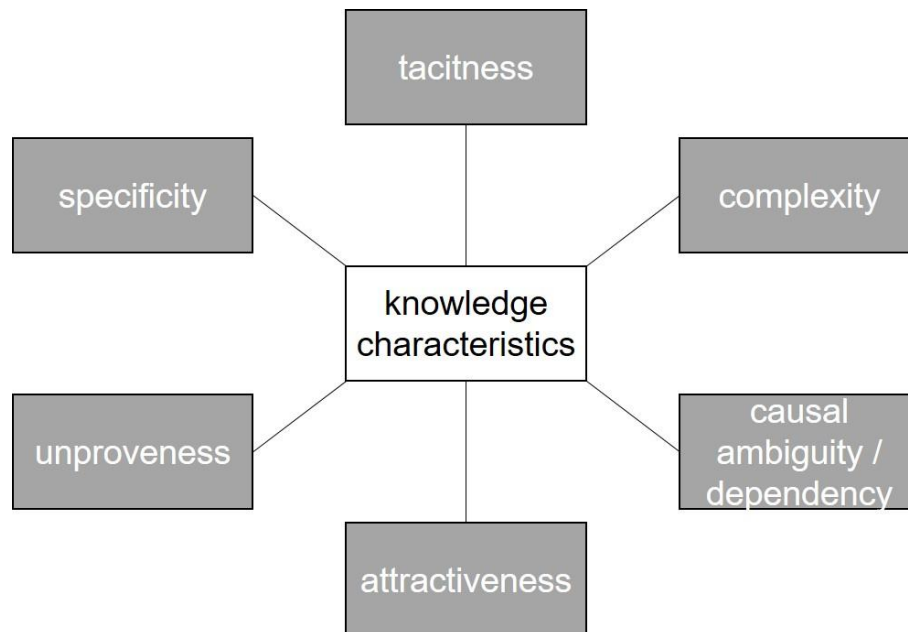 tacitness
specificity
complexity
knowledge
characteristics
unproveness
causal
ambiguity /
dependency
attractiveness